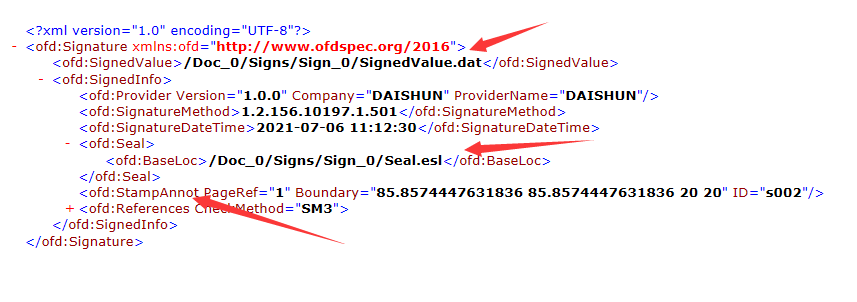 <?xml version="1.0" encoding="UTF-8"?>
- <ofd:Signature xmlns:ofd="http://www.ofdspec.org/2016">
<ofd:SignedValue>/Doc_0/Signs/Sign_0/SignedValue.dat</ofd:SignedValue>
- <ofd:SignedInfo>
<ofd:Provider Version="1.0.0" Company="DAISHUN" ProviderName="DAISHUN"/>
<ofd:SignatureMethod>1.2.156.10197.1.501</ofd:SignatureMethod>
<ofd:SignatureDateTime>2021-07-06 11:12:30</ofd:SignatureDateTime>
- <ofd:Seal>
<ofd:BaseLoc>/Doc_0/Signs/Sign_0/Seal.esl</ofd:BaseLoc>
</ofd:Seal>
<ofd:StampAnnot PageRef="1" Boundary="85.8574447631836 85.8574447631836 20 20" ID="s002"/>
+ <ofd:References CheckMethod="SM3">
</ofd:SignedInfo>
</ofd:Signature>